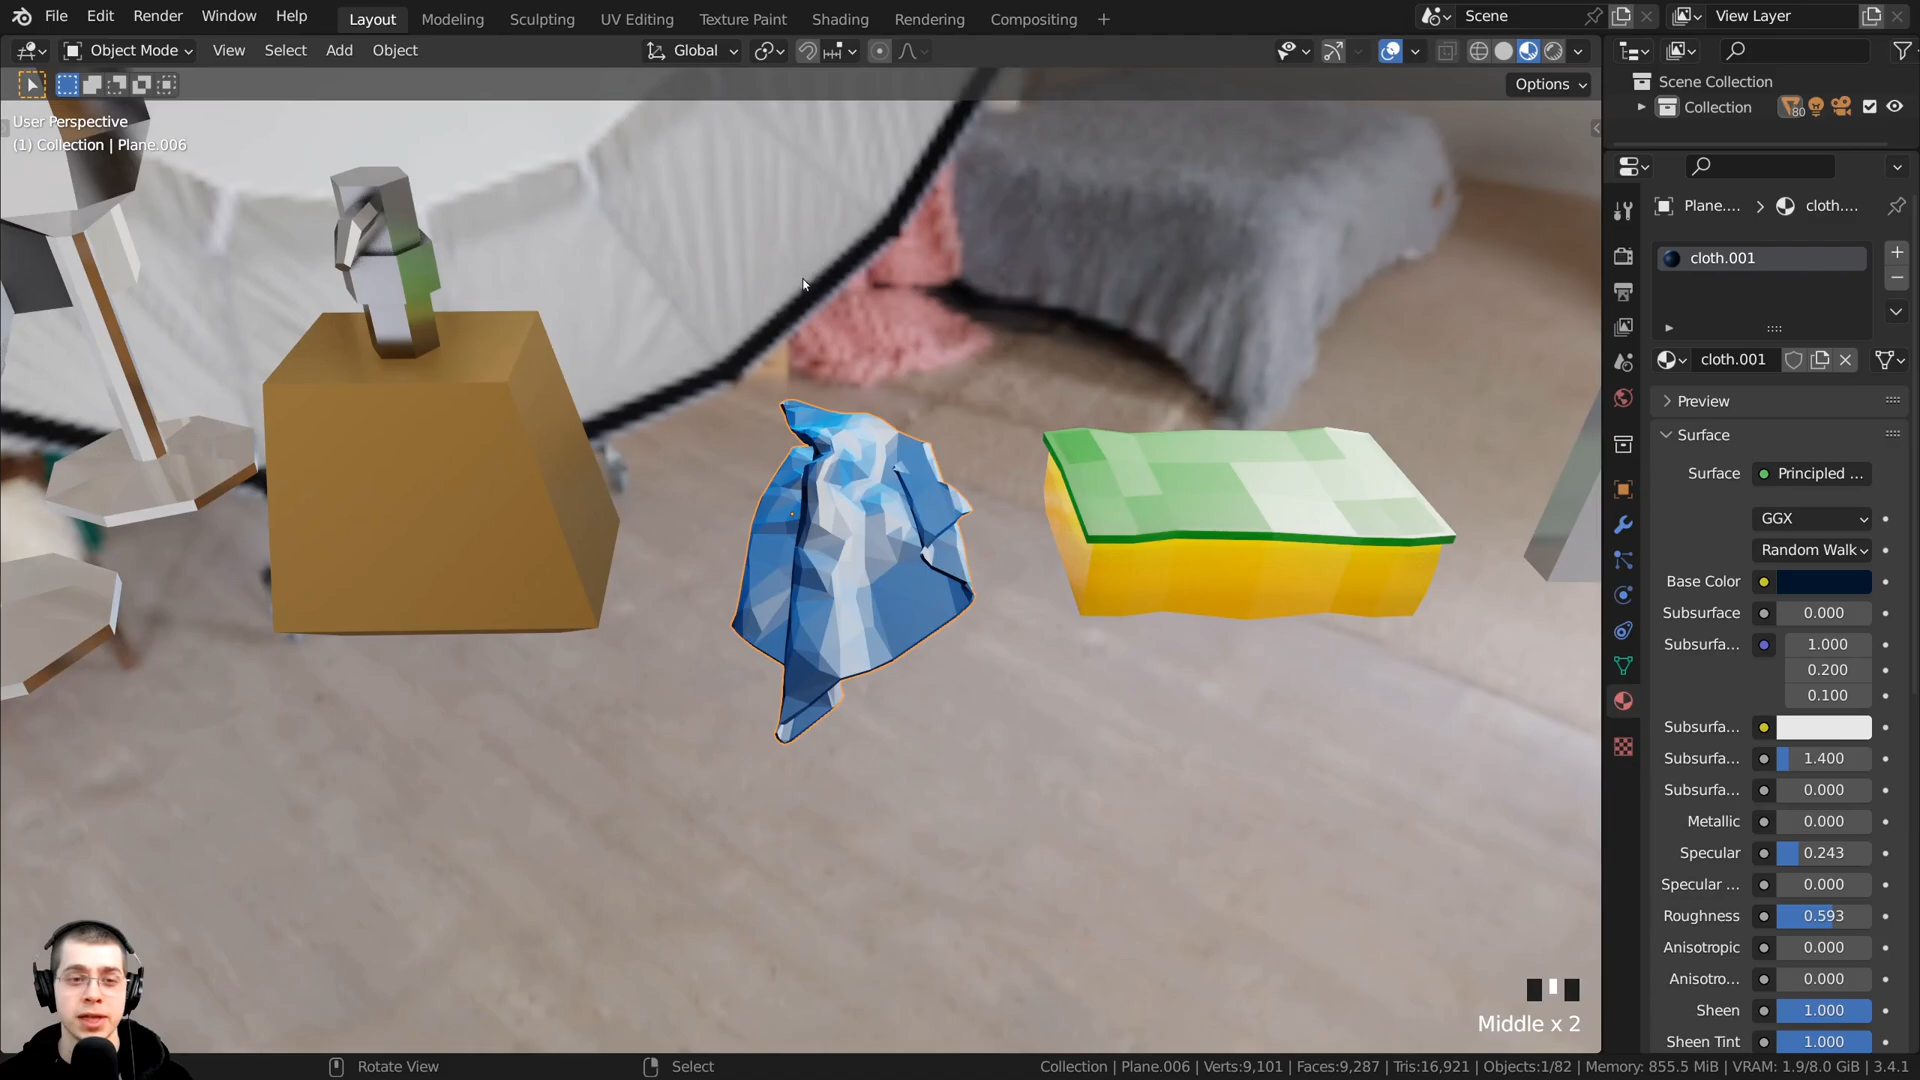 File Edit Render Window Help
Layout Modeling Sculpting UV Editing Texture Paint Shading Animation Rendering Compositing +
Scene
View Layer
Object Mode View Select Add Object
Global
Options
User Perspective
(1) Collection | Plane.006
Scene Collection
Collection
80
Plane.... > cloth....
cloth.001
cloth.001
Preview
Surface
Surface Principled ...
GGX
Random Walk
Base Color
Subsurface 0.000
Subsurfa... 1.000
0.200
0.100
Subsurfa...
Subsurfa... 1.400
Subsurfa... 0.000
Metallic 0.000
Specular 0.243
Specular ... 0.000
Roughness 0.593
Anisotropic 0.000
Anisotro... 0.000
Sheen 1.000
Sheen Tint 1.000
Middle x 2
Rotate View
Select
Collection | Plane.006 | Verts:9,101 | Faces:9,287 | Tris:16,921 | Objects:1/82 | Memory: 855.5 MiB | VRAM: 1.9/8.0 GiB | 3.4.1